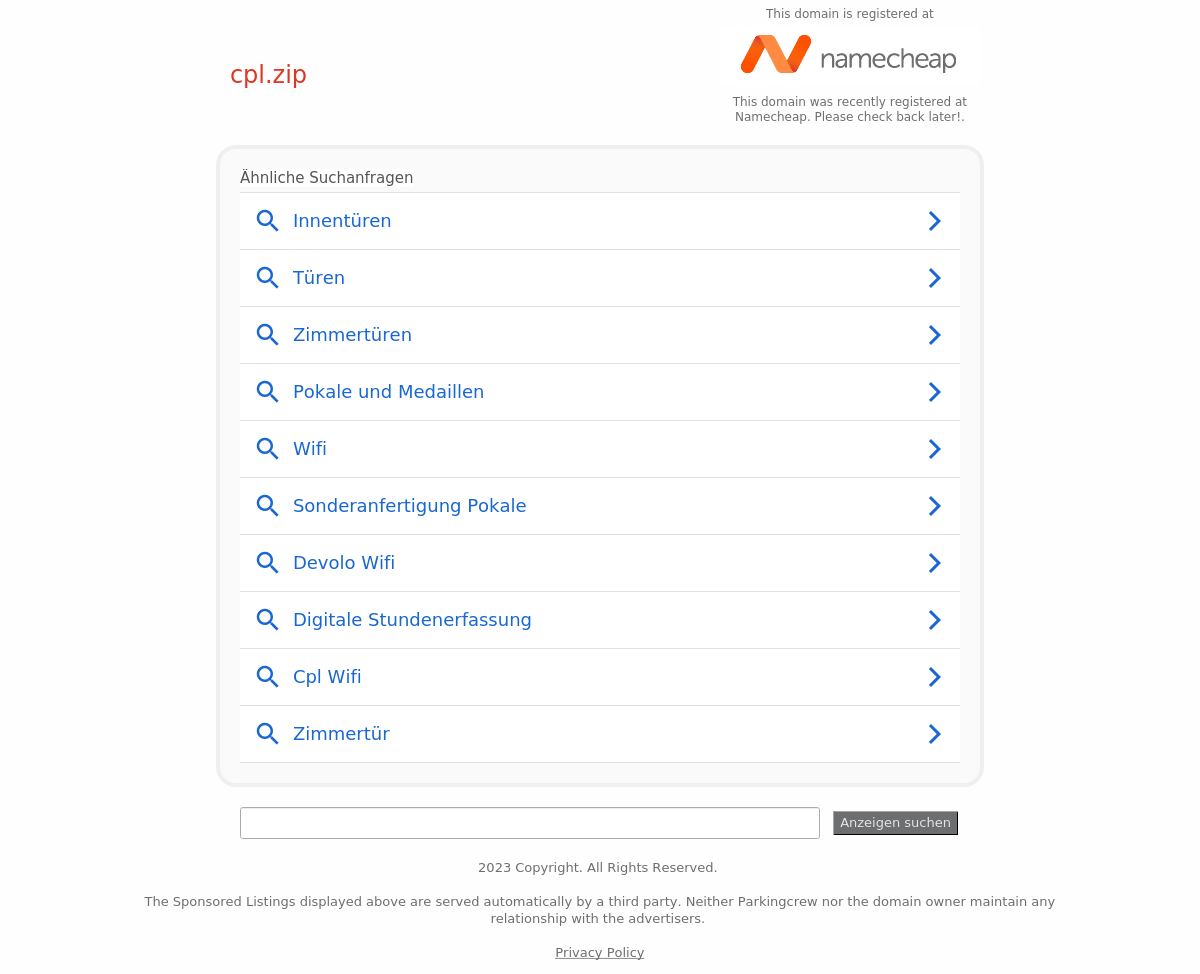 This domain is registered at
namecheap
cpl.zip
This domain was recently registered at
Namecheap. Please check back later!.
Ähnliche Suchanfragen
Innentüren
Türen
Zimmertüren
Pokale und Medaillen
Wifi
Sonderanfertigung Pokale
Devolo Wifi
Digitale Stundenerfassung
Cpl Wifi
Zimmertür
Anzeigen suchen
2023 Copyright. All Rights Reserved.
The Sponsored Listings displayed above are served automatically by a third party. Neither Parkingcrew nor the domain owner maintain any
relationship with the advertisers.
Privacy Policy